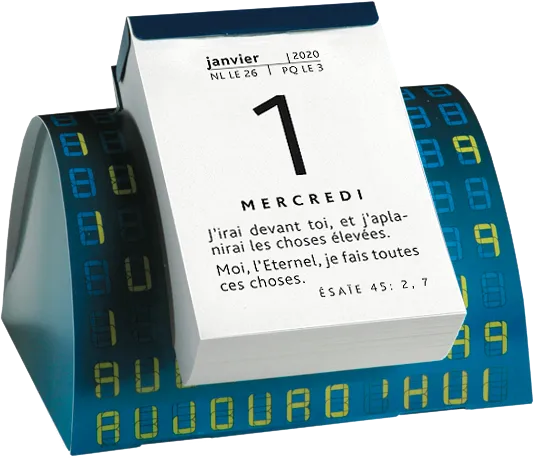 janvier | 2020
NL LE 26 | PQ LE 3
1
MERCREDI
J'irai devant toi, et j'apla-
nirai les choses élevées.
Moi, l'Eternel, je fais toutes
ces choses.
ÉSAÏE 45: 2, 7
AUJOURD'HUI